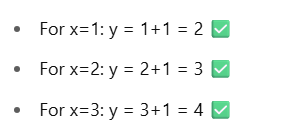 • For x=1: y = 1+1 = 2 ✅
• For x=2: y = 2+1 = 3 ✅
• For x=3: y = 3+1 = 4 ✅